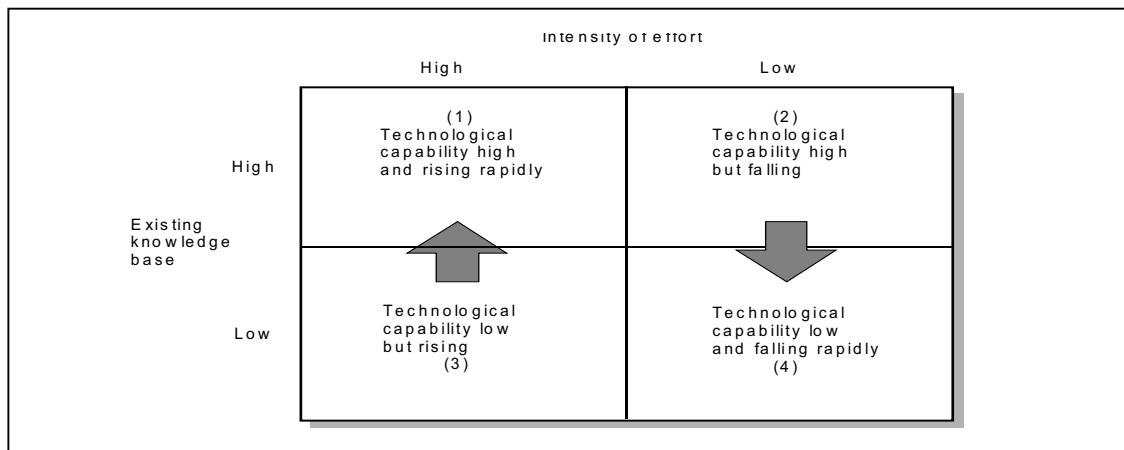 Intensity of effort
High
Low
(1)
Technological
capability high
and rising rapidly
(2)
Technological
capability high
but falling
High
Existing
knowledge
base
Low
Technological
capability low
but rising
(3)
Technological
capability low
and falling rapidly
(4)